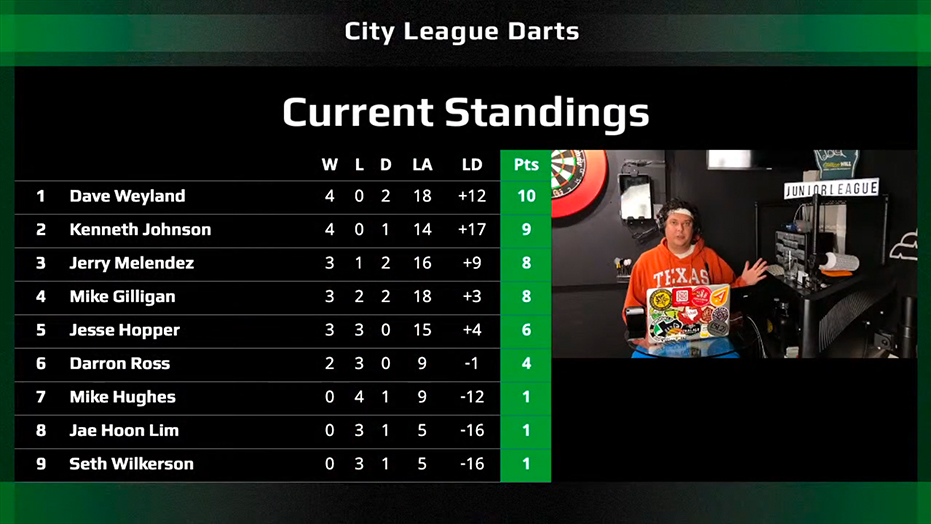 City League Darts
Current Standings
W L D LA LD Pts
1 Dave Weyland 4 0 2 18 +12 10
2 Kenneth Johnson 4 0 1 14 +17 9
3 Jerry Melendez 3 1 2 16 +9 8
4 Mike Gilligan 3 2 2 18 +3 8
5 Jesse Hopper 3 3 0 15 +4 6
6 Darron Ross 2 3 0 9 -1 4
7 Mike Hughes 0 4 1 9 -12 1
8 Jae Hoon Lim 0 3 1 5 -16 1
9 Seth Wilkerson 0 3 1 5 -16 1
JUNIORLEAGUE
TEXAS